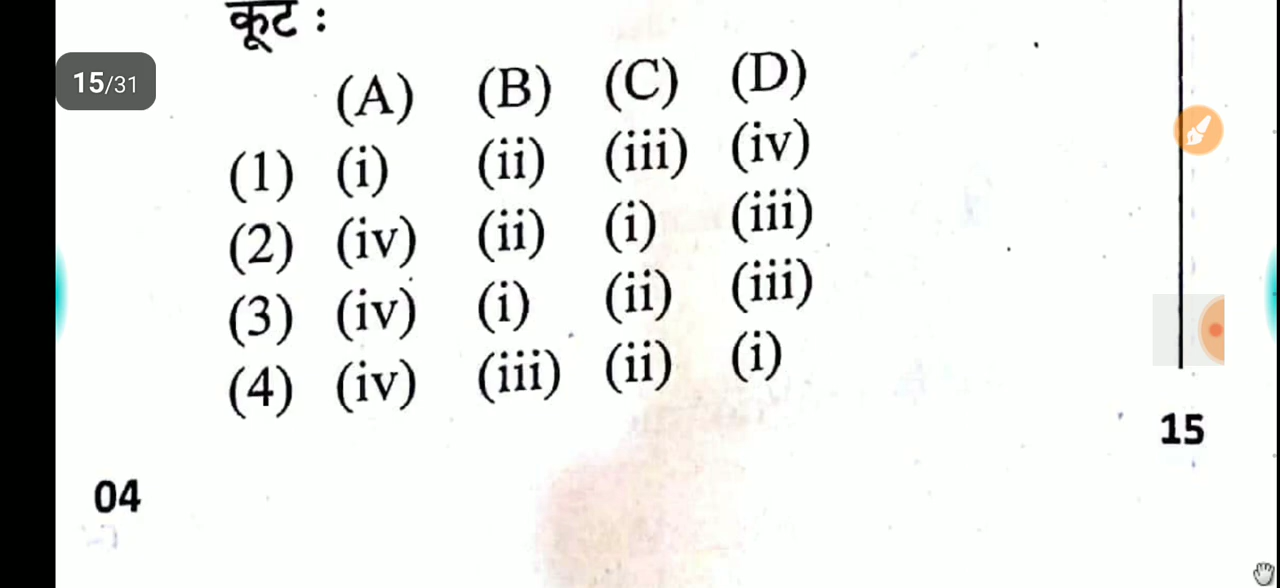 कूट :
15/31
(A) (B) (C) (D)
(1) (i) (ii) (iii) (iv)
(2) (iv) (ii) (i) (iii)
(3) (iv) (i) (ii) (iii)
(4) (iv) (iii) (ii) (i)
15
04